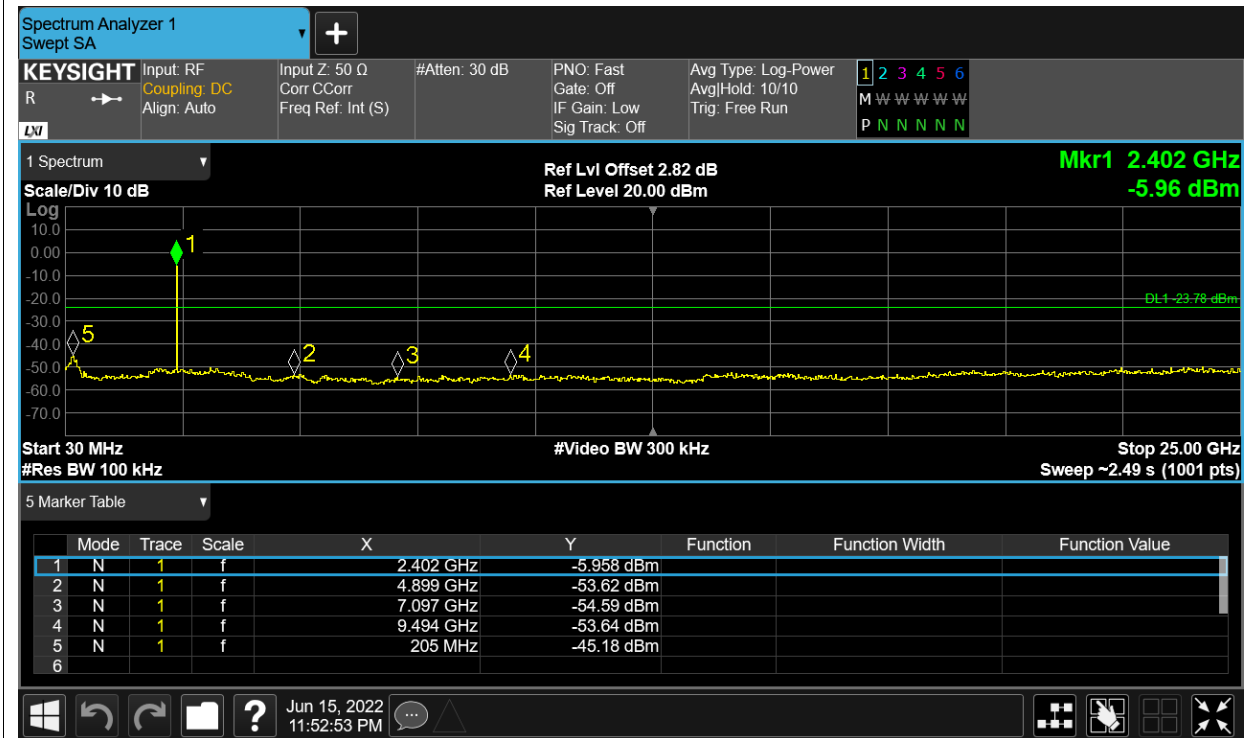 Spectrum Analyzer 1
Swept SA
KEYSIGHT
R
LXI
Input: RF
Coupling: DC
Align: Auto
Input Z: 50 Ω
Corr CCorr
Freq Ref: Int (S)
#Atten: 30 dB
PNO: Fast
Gate: Off
IF Gain: Low
Sig Track: Off
Avg Type: Log-Power
Avg|Hold: 10/10
Trig: Free Run
1 2 3 4 5 6
M W W W W W
P N N N N N
1 Spectrum
Scale/Div 10 dB
Ref Lvl Offset 2.82 dB
Ref Level 20.00 dBm
Mkr1 2.402 GHz
-5.96 dBm
Log
10.0
0.00
-10.0
-20.0
-30.0
-40.0
-50.0
-60.0
-70.0
1
DL1 -23.78 dBm
5
2
3
4
Start 30 MHz
#Video BW 300 kHz
Stop 25.00 GHz
#Res BW 100 kHz
Sweep ~2.49 s (1001 pts)
5 Marker Table
Mode Trace Scale X Y Function Function Width Function Value
1 N 1 f 2.402 GHz -5.958 dBm
2 N 1 f 4.899 GHz -53.62 dBm
3 N 1 f 7.097 GHz -54.59 dBm
4 N 1 f 9.494 GHz -53.64 dBm
5 N 1 f 205 MHz -45.18 dBm
6
?
Jun 15, 2022
11:52:53 PM